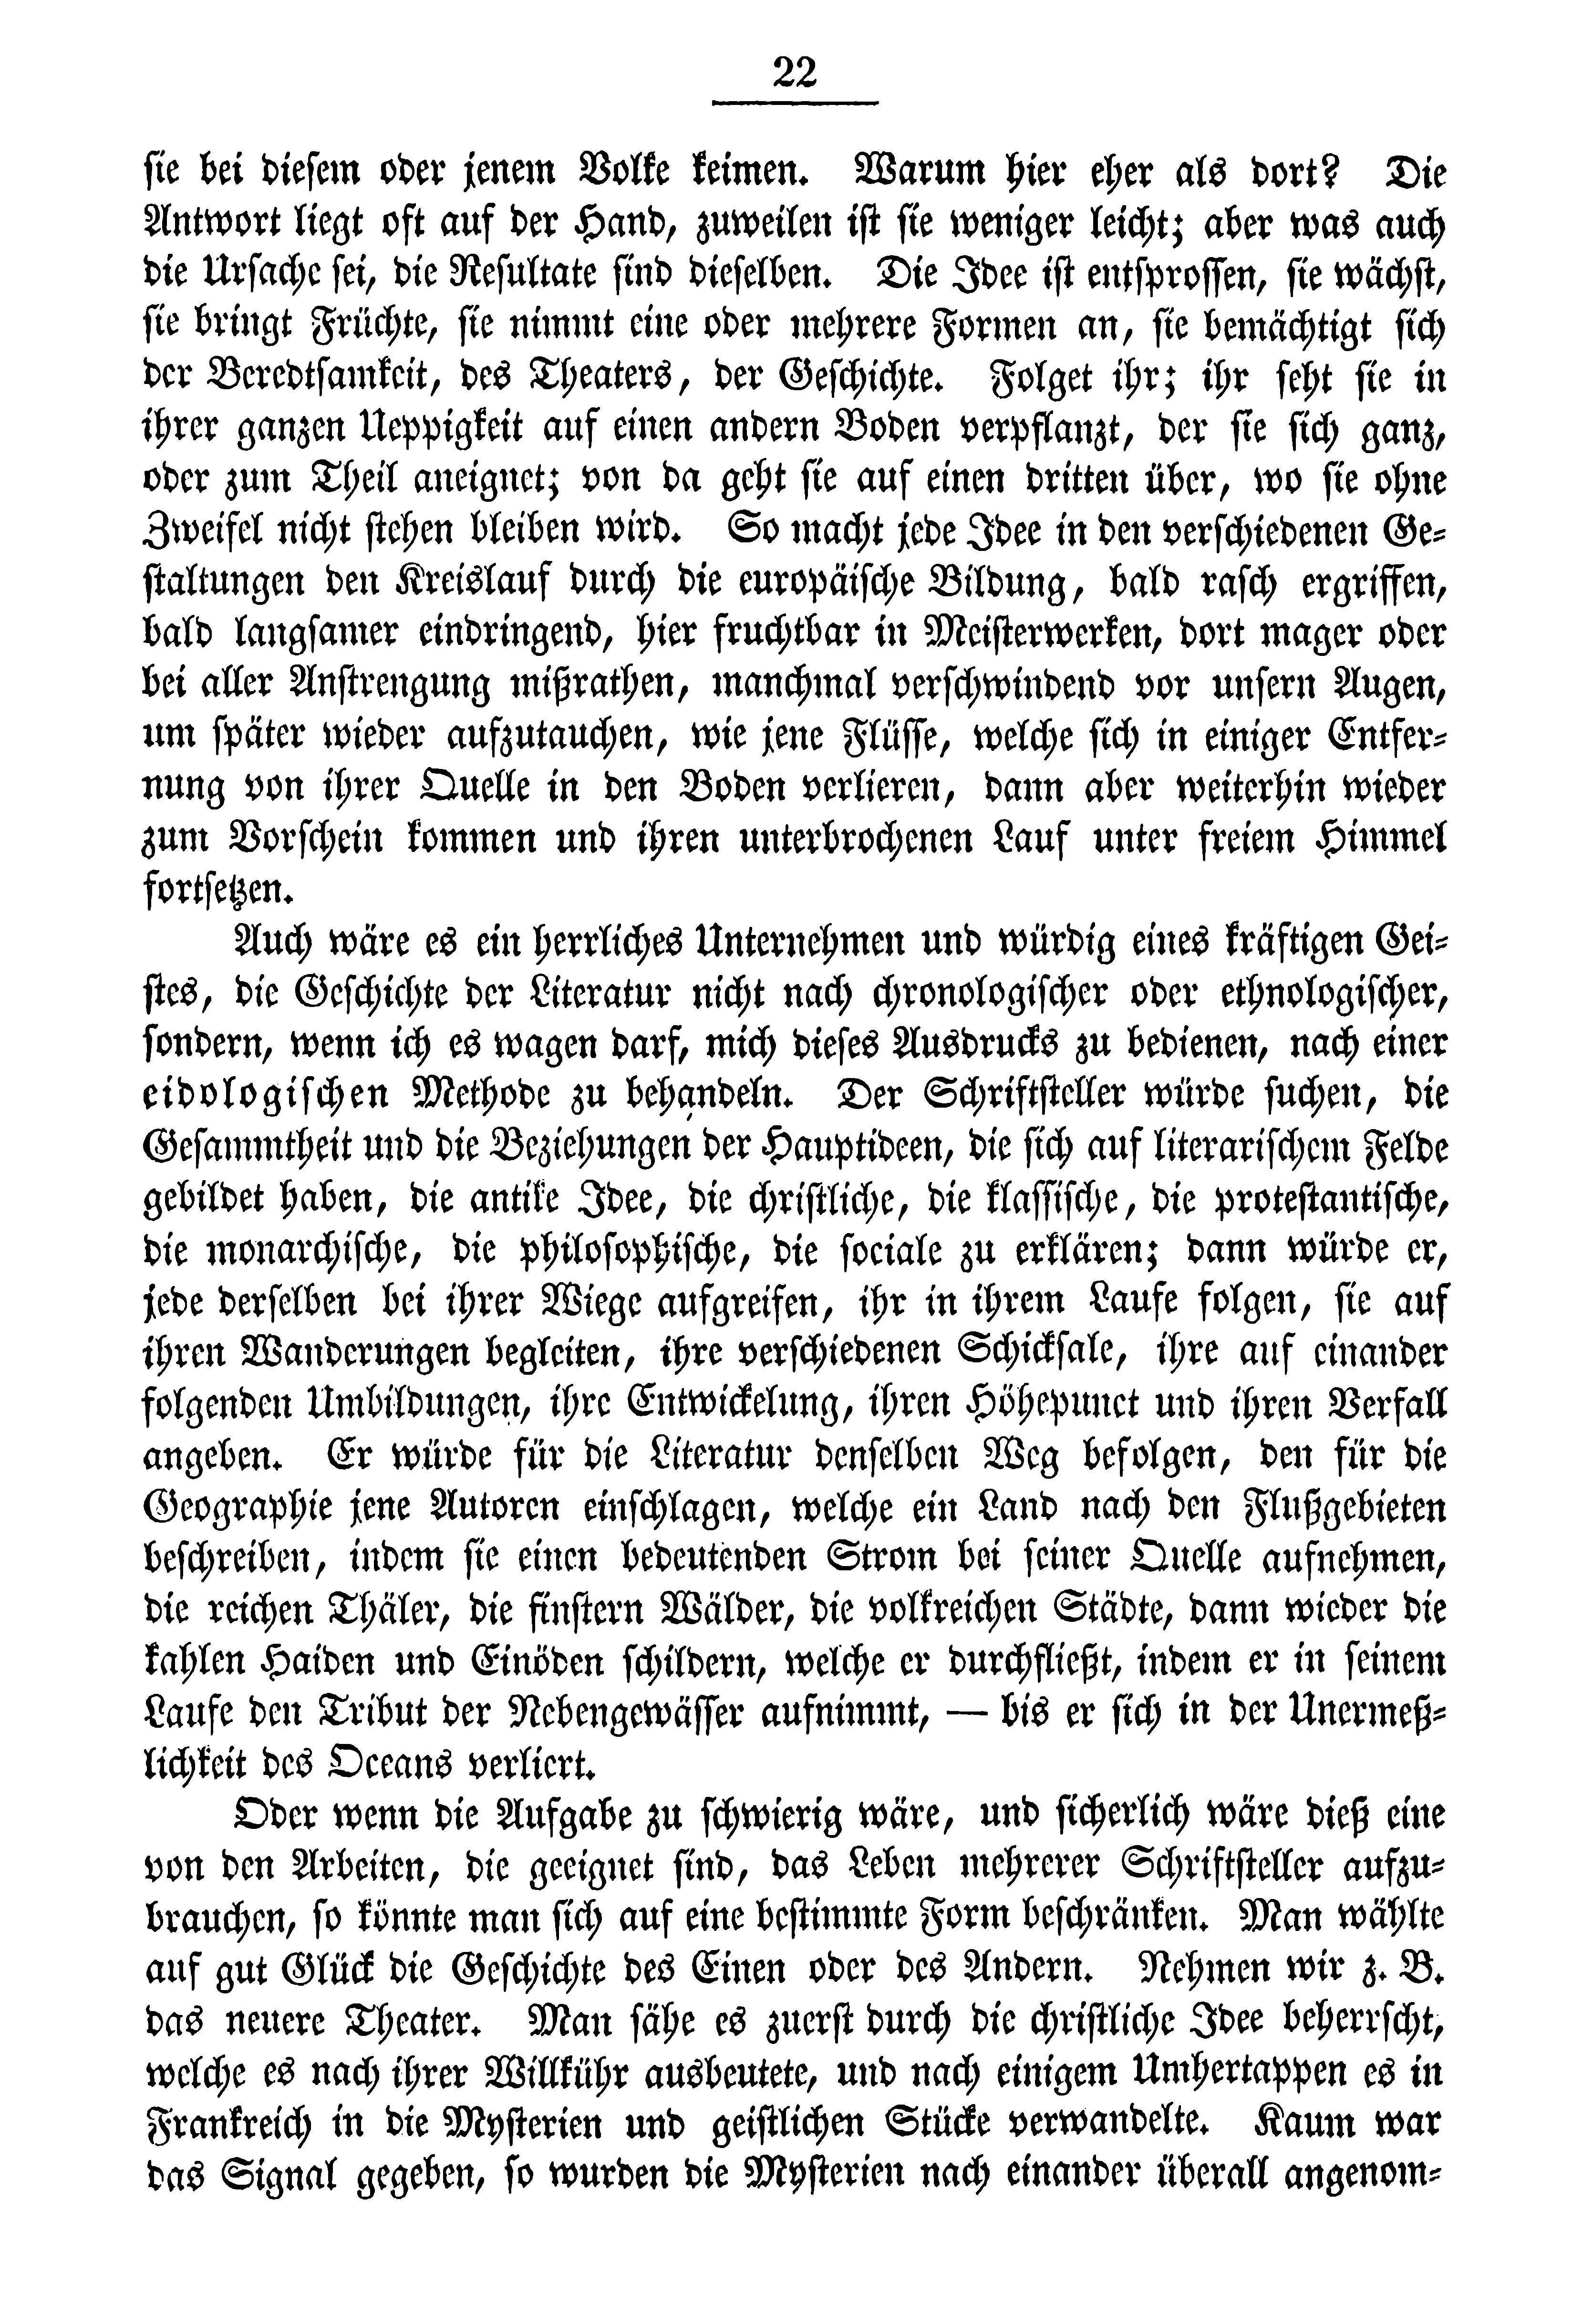 22
sie bei diesem oder jenem Volke keimen. Warum hier eher als dort? Die
Antwort liegt oft auf der Hand, zuweilen ist sie weniger leicht; aber was auch
die Ursache sei, die Resultate sind dieselben. Die Idee ist entsprossen, sie wächst,
sie bringt Früchte, sie nimmt eine oder mehrere Formen an, sie bemächtigt sich
der Beredtsamkeit, des Theaters, der Geschichte. Folget ihr; ihr seht sie in
ihrer ganzen Ueppigkeit auf einen andern Boden verpflanzt, der sie sich ganz,
oder zum Theil aneignet; von da geht sie auf einen dritten über, wo sie ohne
Zweifel nicht stehen bleiben wird. So macht jede Idee in den verschiedenen Ge-
staltungen den Kreislauf durch die europäische Bildung, bald rasch ergriffen,
bald langsamer eindringend, hier fruchtbar in Meisterwerken, dort mager oder
bei aller Anstrengung mißrathen, manchmal verschwindend vor unsern Augen,
um später wieder aufzutauchen, wie jene Flüsse, welche sich in einiger Entfer-
nung von ihrer Quelle in den Boden verlieren, dann aber weiterhin wieder
zum Vorschein kommen und ihren unterbrochenen Lauf unter freiem Himmel
fortsetzen.
Auch wäre es ein herrliches Unternehmen und würdig eines kräftigen Gei-
stes, die Geschichte der Literatur nicht nach chronologischer oder ethnologischer,
sondern, wenn ich es wagen darf, mich dieses Ausdrucks zu bedienen, nach einer
eidologischen Methode zu behandeln. Der Schriftsteller würde suchen, die
Gesammtheit und die Beziehungen der Hauptideen, die sich auf literarischem Felde
gebildet haben, die antike Idee, die christliche, die klassische, die protestantische,
die monarchische, die philosophische, die sociale zu erklären; dann würde er,
jede derselben bei ihrer Wiege aufgreifen, ihr in ihrem Laufe folgen, sie auf
ihren Wanderungen begleiten, ihre verschiedenen Schicksale, ihre auf einander
folgenden Umbildungen, ihre Entwickelung, ihren Höhepunct und ihren Verfall
angeben. Er würde für die Literatur denselben Weg befolgen, den für die
Geographie jene Autoren einschlagen, welche ein Land nach den Flußgebieten
beschreiben, indem sie einen bedeutenden Strom bei seiner Quelle aufnehmen,
die reichen Thäler, die finstern Wälder, die volkreichen Städte, dann wieder die
kahlen Haiden und Einöden schildern, welche er durchfließt, indem er in seinem
Laufe den Tribut der Nebengewässer aufnimmt, — bis er sich in der Unermeß-
lichkeit des Oceans verliert.
Oder wenn die Aufgabe zu schwierig wäre, und sicherlich wäre dieß eine
von den Arbeiten, die geeignet sind, das Leben mehrerer Schriftsteller aufzu-
brauchen, so könnte man sich auf eine bestimmte Form beschränken. Man wählte
auf gut Glück die Geschichte des Einen oder des Andern. Nehmen wir z. B.
das neuere Theater. Man sähe es zuerst durch die christliche Idee beherrscht,
welche es nach ihrer Willkühr ausbeutete, und nach einigem Umhertappen es in
Frankreich in die Mysterien und geistlichen Stücke verwandelte. Kaum war
das Signal gegeben, so wurden die Mysterien nach einander überall angenom-